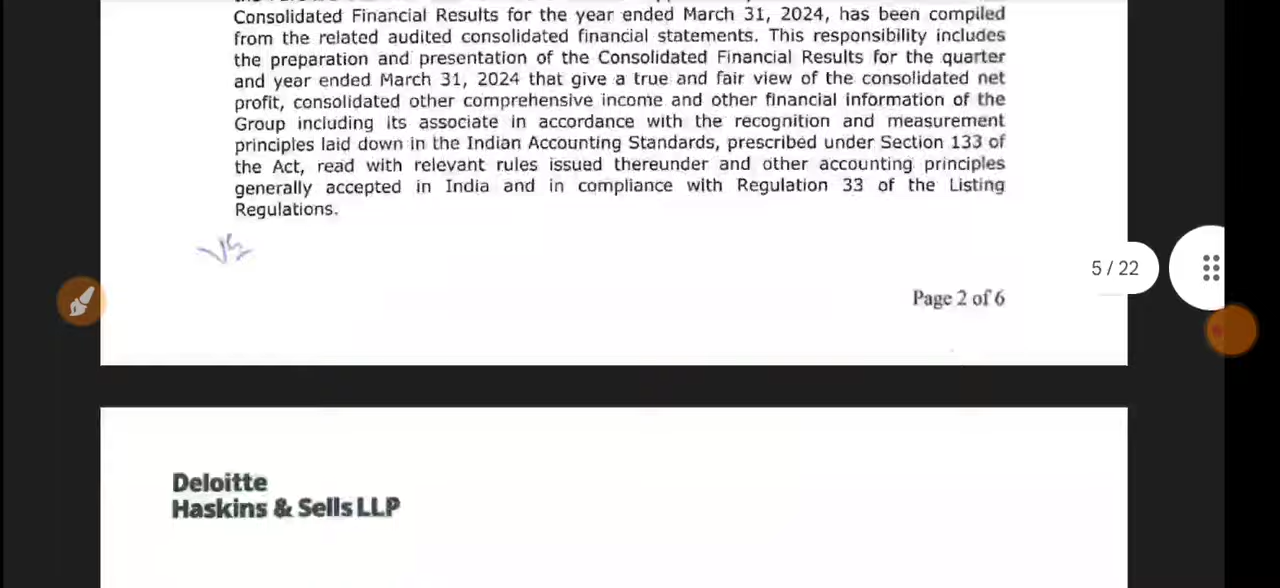 Consolidated Financial Results for the year ended March 31, 2024, has been compiled
from the related audited consolidated financial statements. This responsibility includes
the preparation and presentation of the Consolidated Financial Results for the quarter
and year ended March 31, 2024 that give a true and fair view of the consolidated net
profit, consolidated other comprehensive income and other financial information of the
Group including its associate in accordance with the recognition and measurement
principles laid down in the Indian Accounting Standards, prescribed under Section 133 of
the Act, read with relevant rules issued thereunder and other accounting principles
generally accepted in India and in compliance with Regulation 33 of the Listing
Regulations.
5 / 22
Page 2 of 6
Deloitte
Haskins & Sells LLP